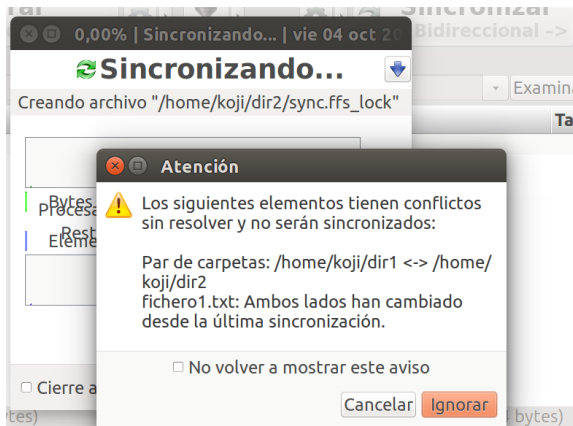 Sincronizar
0,00% | Sincronizando... | vie 04 oct 20
Bidireccional ->
Sincronizando...
Examina
Creando archivo "/home/koji/dir2/sync.ffs_lock"
Ta
Atención
Bytes
Procesa
Rest
Eleme
Los siguientes elementos tienen conflictos
sin resolver y no serán sincronizados:
Par de carpetas: /home/koji/dir1 <-> /home/
koji/dir2
fichero1.txt: Ambos lados han cambiado
desde la última sincronización.
No volver a mostrar este aviso
Cierre a
Cancelar Ignorar
bytes)